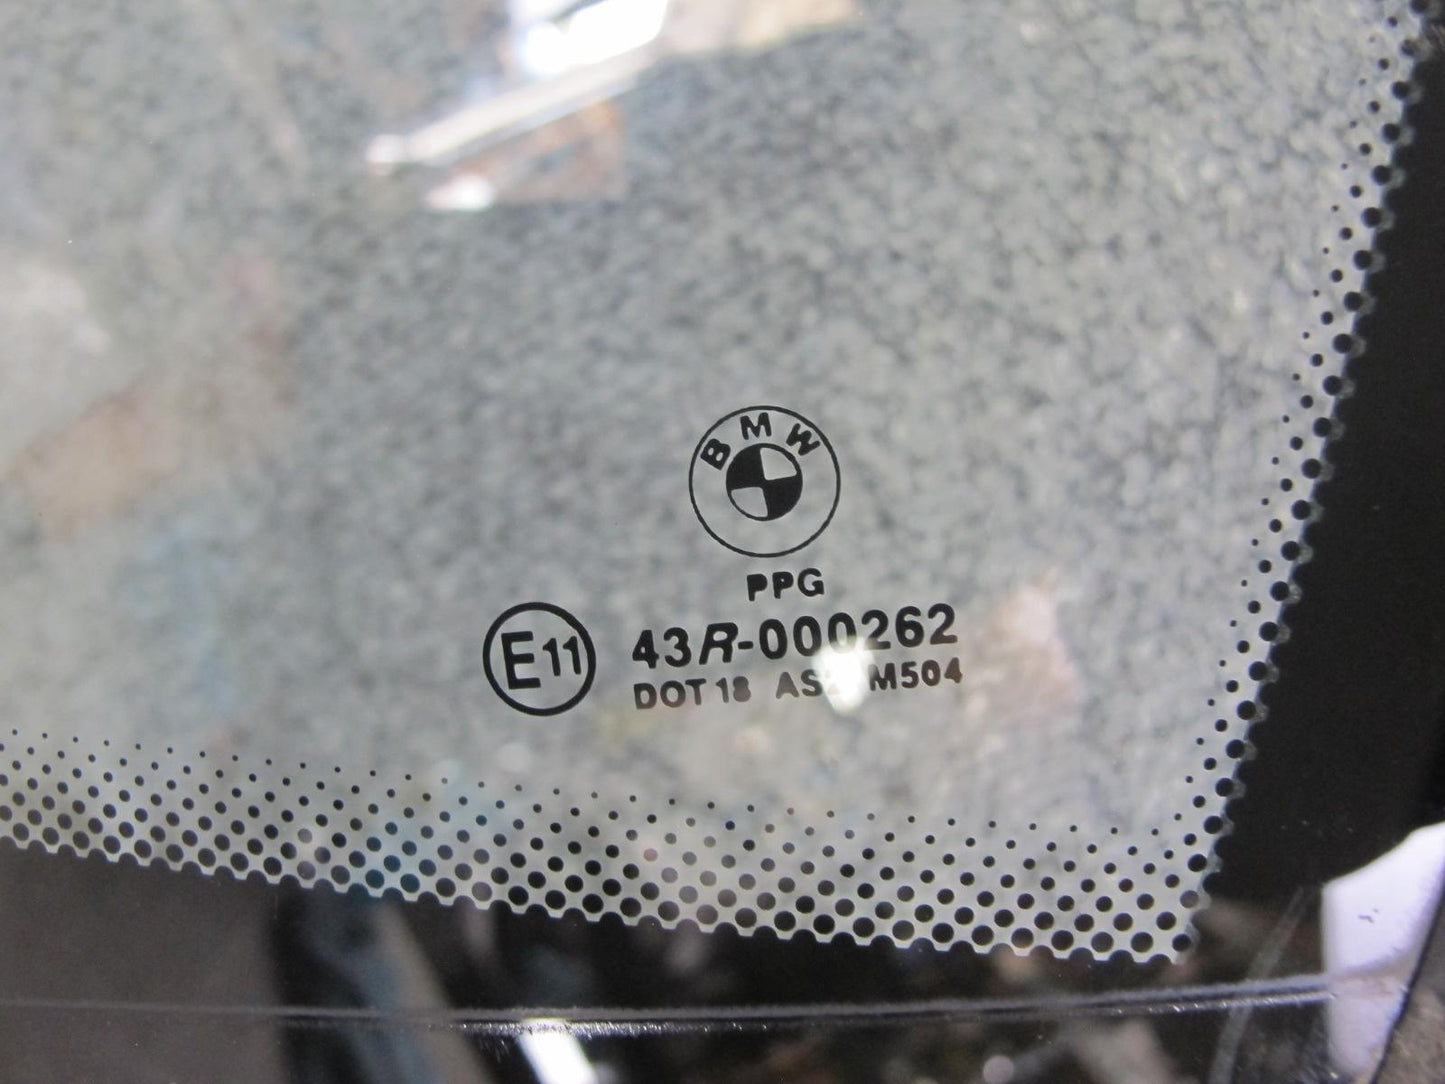 BMW
PPG
E11 43R-000262
DOT 18 M504